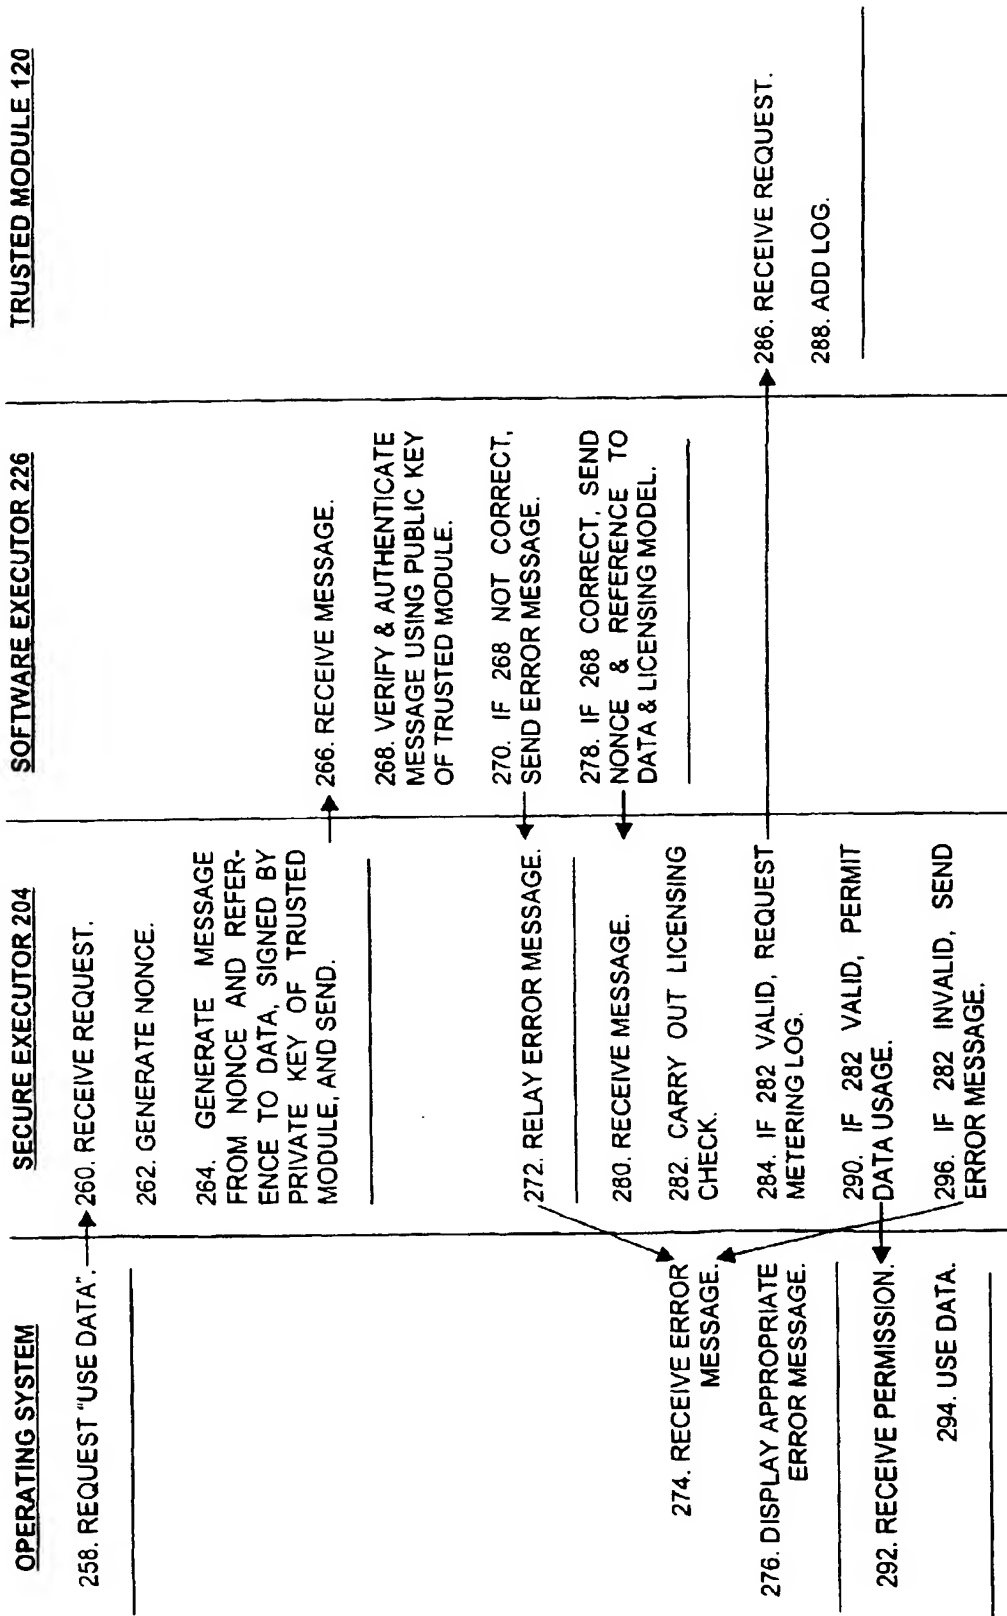 OPERATING SYSTEM
258. REQUEST "USE DATA".
274. RECEIVE ERROR
MESSAGE.
276. DISPLAY APPROPRIATE
ERROR MESSAGE.
292. RECEIVE PERMISSION.
294. USE DATA.
SECURE EXECUTOR 204
260. RECEIVE REQUEST.
262. GENERATE NONCE.
264. GENERATE MESSAGE
FROM NONCE AND REFER-
ENCE TO DATA, SIGNED BY
PRIVATE KEY OF TRUSTED
MODULE, AND SEND.
272. RELAY ERROR MESSAGE.
280. RECEIVE MESSAGE.
282. CARRY OUT LICENSING
CHECK.
284. IF 282 VALID, REQUEST
METERING LOG.
290. IF 282 VALID, PERMIT
DATA USAGE.
296. IF 282 INVALID, SEND
ERROR MESSAGE.
SOFTWARE EXECUTOR 226
266. RECEIVE MESSAGE.
268. VERIFY & AUTHENTICATE
MESSAGE USING PUBLIC KEY
OF TRUSTED MODULE.
270. IF 268 NOT CORRECT,
SEND ERROR MESSAGE.
278. IF 268 CORRECT, SEND
NONCE & REFERENCE TO
DATA & LICENSING MODEL.
TRUSTED MODULE 120
286. RECEIVE REQUEST.
288. ADD LOG.